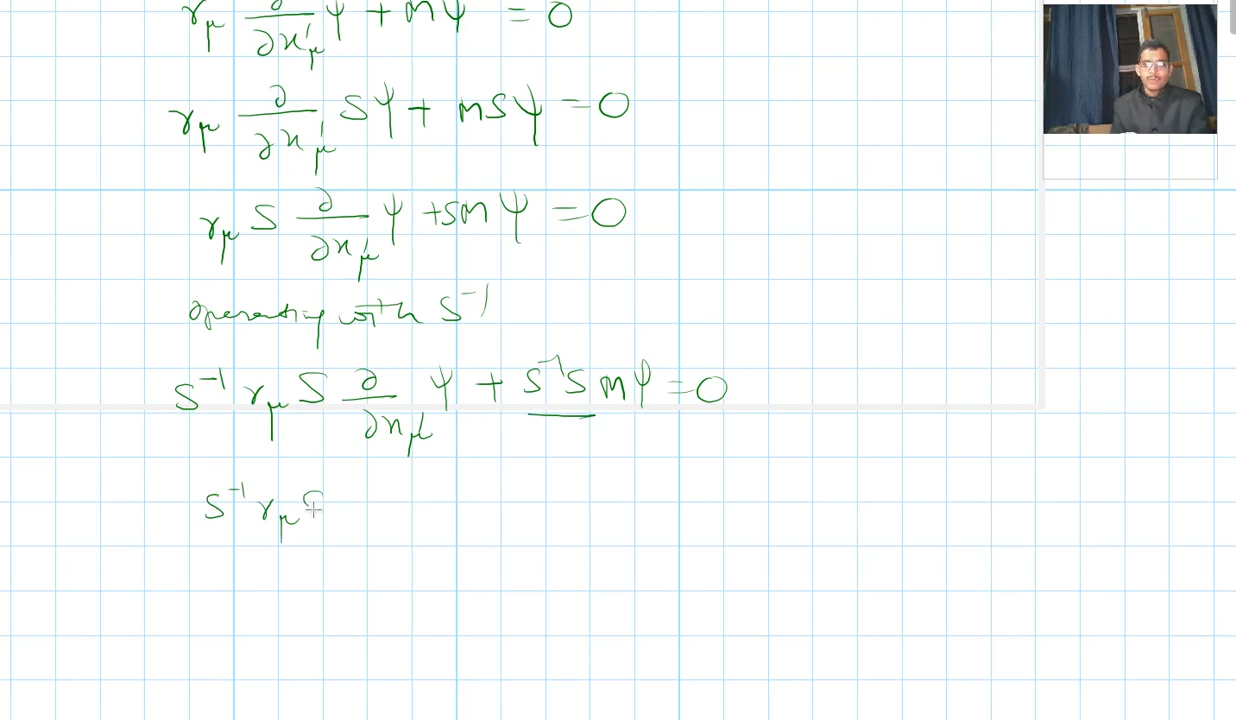 γμ ∂/∂x'μ ψ + mψ = 0
γμ ∂/∂x'μ Sψ + mSψ = 0
γμ S ∂/∂x'μ ψ + Smψ = 0
operating with S⁻¹
S⁻¹ γμ S ∂/∂x'μ ψ + S⁻¹S mψ = 0
S⁻¹ γμ S